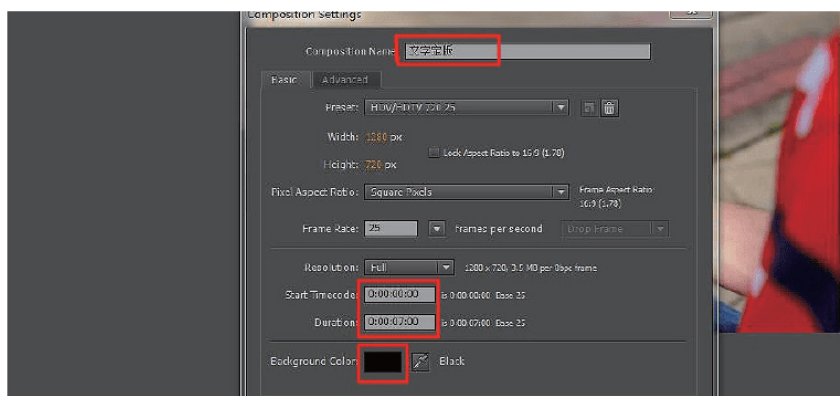 Composition Settings
Composition Name: 文字定版
Basic Advanced
Preset: HDV/HDTV 720 25
Width: 1280 px
Lock Aspect Ratio to 16:9 (1.78)
Height: 720 px
Pixel Aspect Ratio: Square Pixels Frame Aspect Ratio:
16:9 (1.78)
Frame Rate: 25 frames per second Drop Frame
Resolution: Full 1280 x 720, 3.5 MB per 8bpc frame
Start Timecode: 0:00:00:00 is 0:00:00:00 Base 25
Duration: 0:00:07:00 is 0:00:07:00 Base 25
Background Color: Black